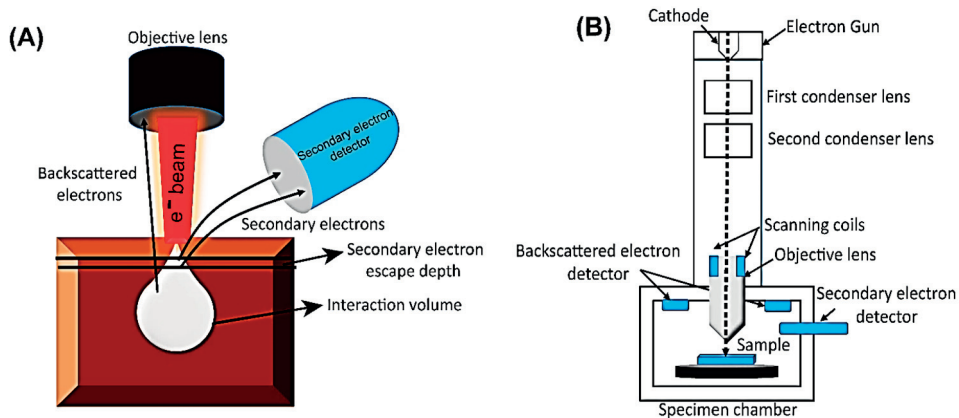 (A)
Objective lens
Backscattered
electrons
e⁻ beam
Secondary electron
detector
Secondary electrons
Secondary electron
escape depth
Interaction volume
(B)
Cathode
Electron Gun
First condenser lens
Second condenser lens
Scanning coils
Backscattered electron
detector
Objective lens
Secondary electron
detector
Sample
Specimen chamber